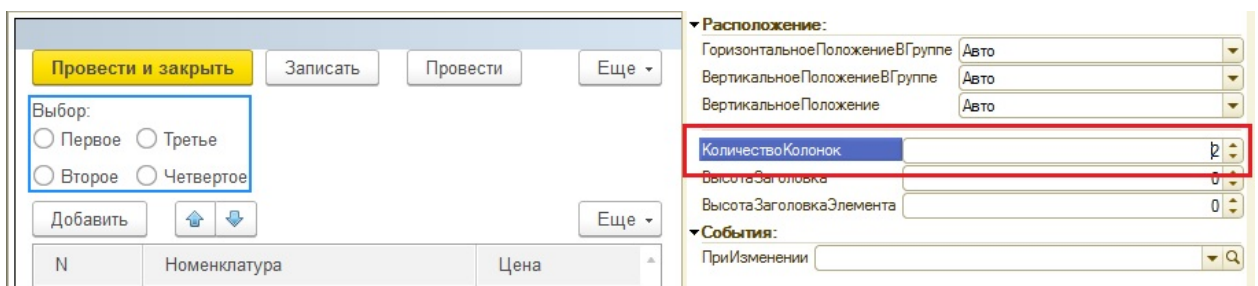 Провести и закрыть Записать Провести Еще
Выбор:
Первое Третье
Второе Четвертое
Добавить Еще
N Номенклатура Цена
Расположение:
ГоризонтальноеПоложениеВГруппе Авто
ВертикальноеПоложениеВГруппе Авто
ВертикальноеПоложение Авто
КоличествоКолонок 2
ВысотаЗаголовка 0
ВысотаЗаголовкаЭлемента 0
События:
ПриИзменении